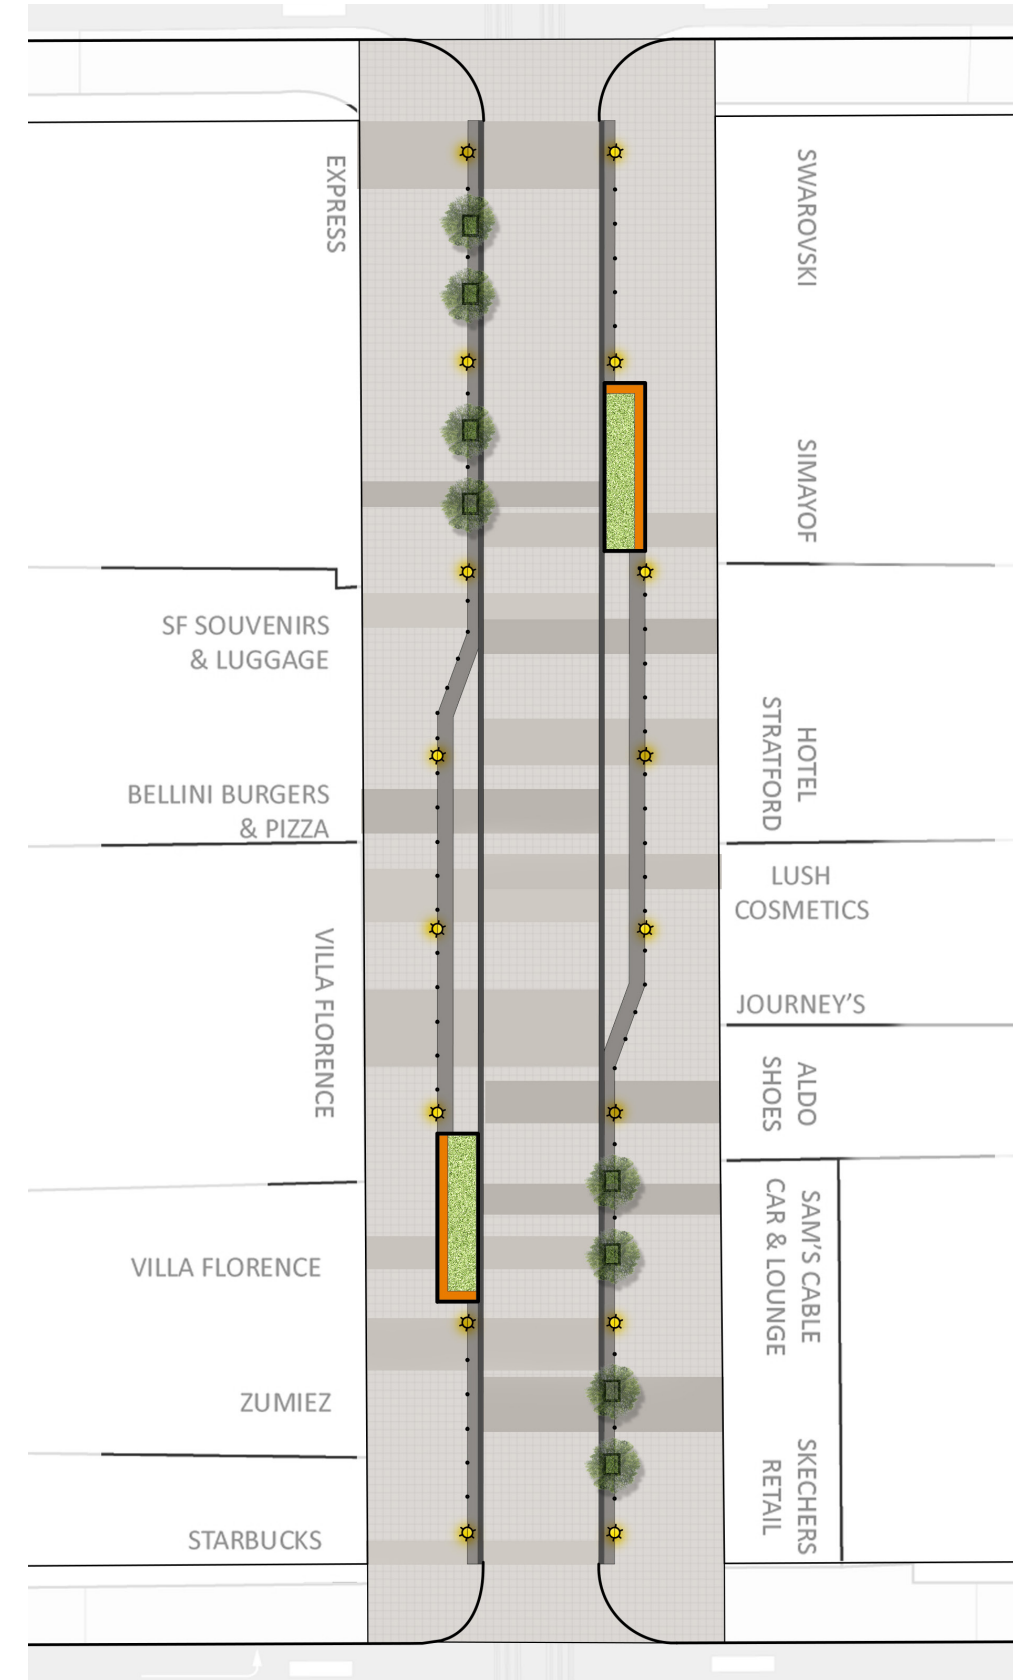 EXPRESS
SF SOUVENIRS
& LUGGAGE
BELLINI BURGERS
& PIZZA
VILLA FLORENCE
VILLA FLORENCE
ZUMIEZ
STARBUCKS
SWAROVSKI
SIMAYOF
HOTEL
STRATFORD
LUSH
COSMETICS
JOURNEY'S
ALDO
SHOES
SAM'S CABLE
CAR & LOUNGE
SKECHERS
RETAIL